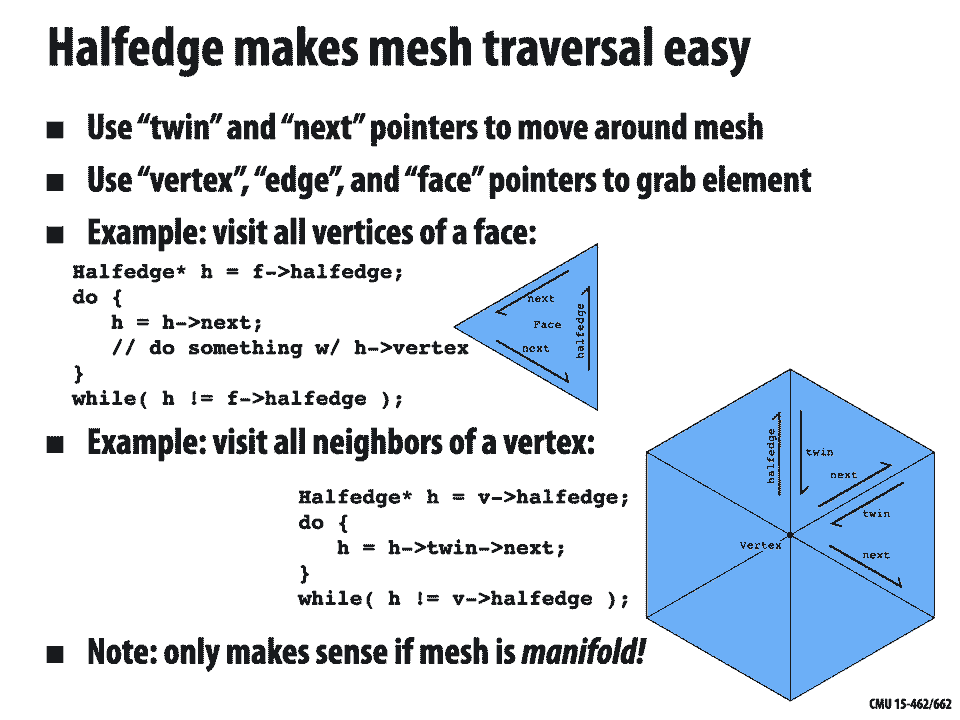 Halfedge makes mesh traversal easy
■ Use “twin” and “next” pointers to move around mesh
■ Use “vertex”, “edge”, and “face” pointers to grab element
■ Example: visit all vertices of a face:
Halfedge* h = f->halfedge;
do {
   h = h->next;
   // do something w/ h->vertex
}
while( h != f->halfedge );
next
Face
next
halfedge
■ Example: visit all neighbors of a vertex:
Halfedge* h = v->halfedge;
do {
   h = h->twin->next;
}
while( h != v->halfedge );
halfedge
twin
next
twin
Vertex
next
■ Note: only makes sense if mesh is manifold!
CMU 15-462/662